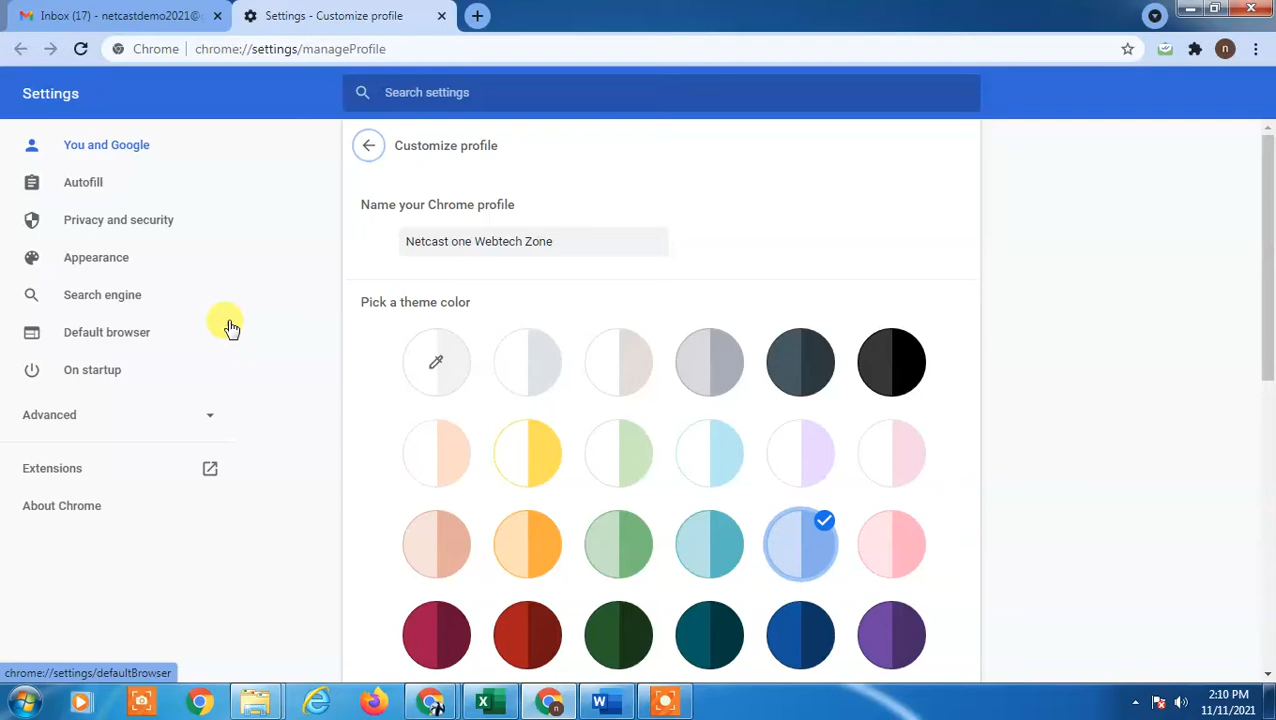 Inbox (17) - netcastdemo2021@
Settings - Customize profile
Chrome
chrome://settings/manageProfile
n
Settings
Search settings
You and Google
Autofill
Privacy and security
Appearance
Search engine
Default browser
On startup
Advanced
Extensions
About Chrome
Customize profile
Name your Chrome profile
Netcast one Webtech Zone
Pick a theme color
chrome://settings/defaultBrowser
2:10 PM
11/11/2021